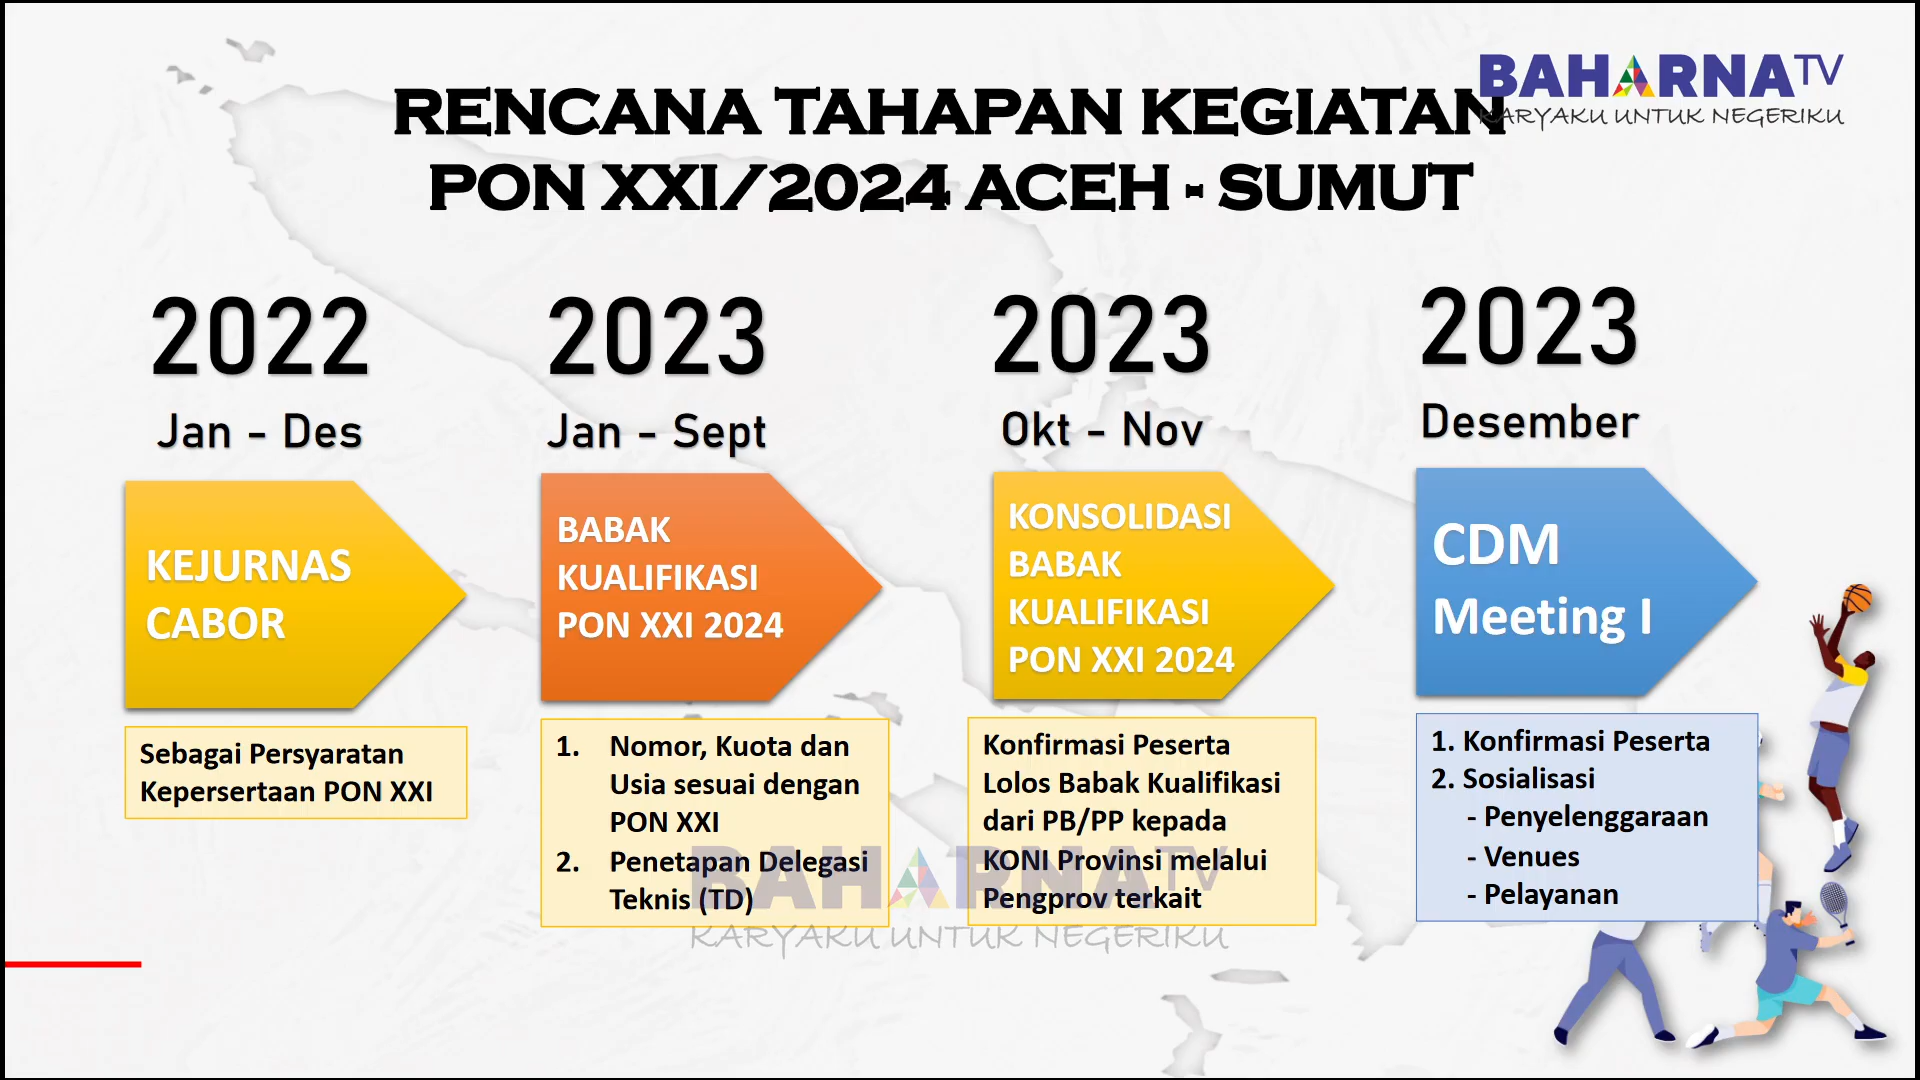 BAHARNATV
KARYAKU UNTUK NEGERIKU
RENCANA TAHAPAN KEGIATAN
PON XXI/2024 ACEH - SUMUT
2022
Jan - Des
KEJURNAS
CABOR
Sebagai Persyaratan
Kepersertaan PON XXI
2023
Jan - Sept
BABAK
KUALIFIKASI
PON XXI 2024
1. Nomor, Kuota dan
Usia sesuai dengan
PON XXI
2. Penetapan Delegasi
Teknis (TD)
2023
Okt - Nov
KONSOLIDASI
BABAK
KUALIFIKASI
PON XXI 2024
Konfirmasi Peserta
Lolos Babak Kualifikasi
dari PB/PP kepada
KONI Provinsi melalui
Pengprov terkait
2023
Desember
CDM
Meeting I
1. Konfirmasi Peserta
2. Sosialisasi
- Penyelenggaraan
- Venues
- Pelayanan
BAHARNATV
KARYAKU UNTUK NEGERIKU